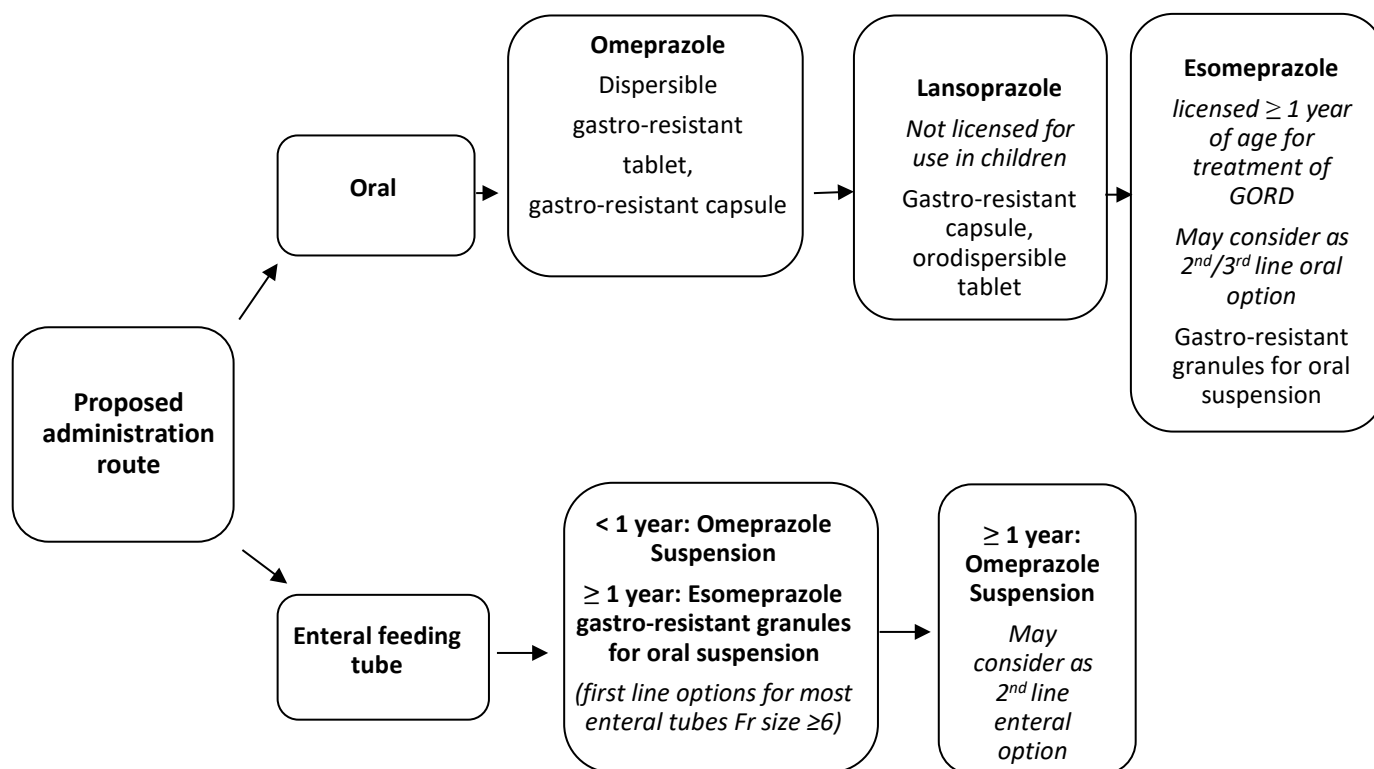 Proposed
administration
route
Oral
Omeprazole
Dispersible
gastro-resistant
tablet,
gastro-resistant capsule
Lansoprazole
Not licensed for
use in children
Gastro-resistant
capsule,
orodispersible
tablet
Esomeprazole
licensed ≥ 1 year
of age for
treatment of
GORD
May consider as
2nd/3rd line oral
option
Gastro-resistant
granules for oral
suspension
Enteral feeding
tube
< 1 year: Omeprazole
Suspension
≥ 1 year: Esomeprazole
gastro-resistant granules
for oral suspension
(first line options for most
enteral tubes Fr size ≥6)
≥ 1 year:
Omeprazole
Suspension
May
consider as
2nd line
enteral
option